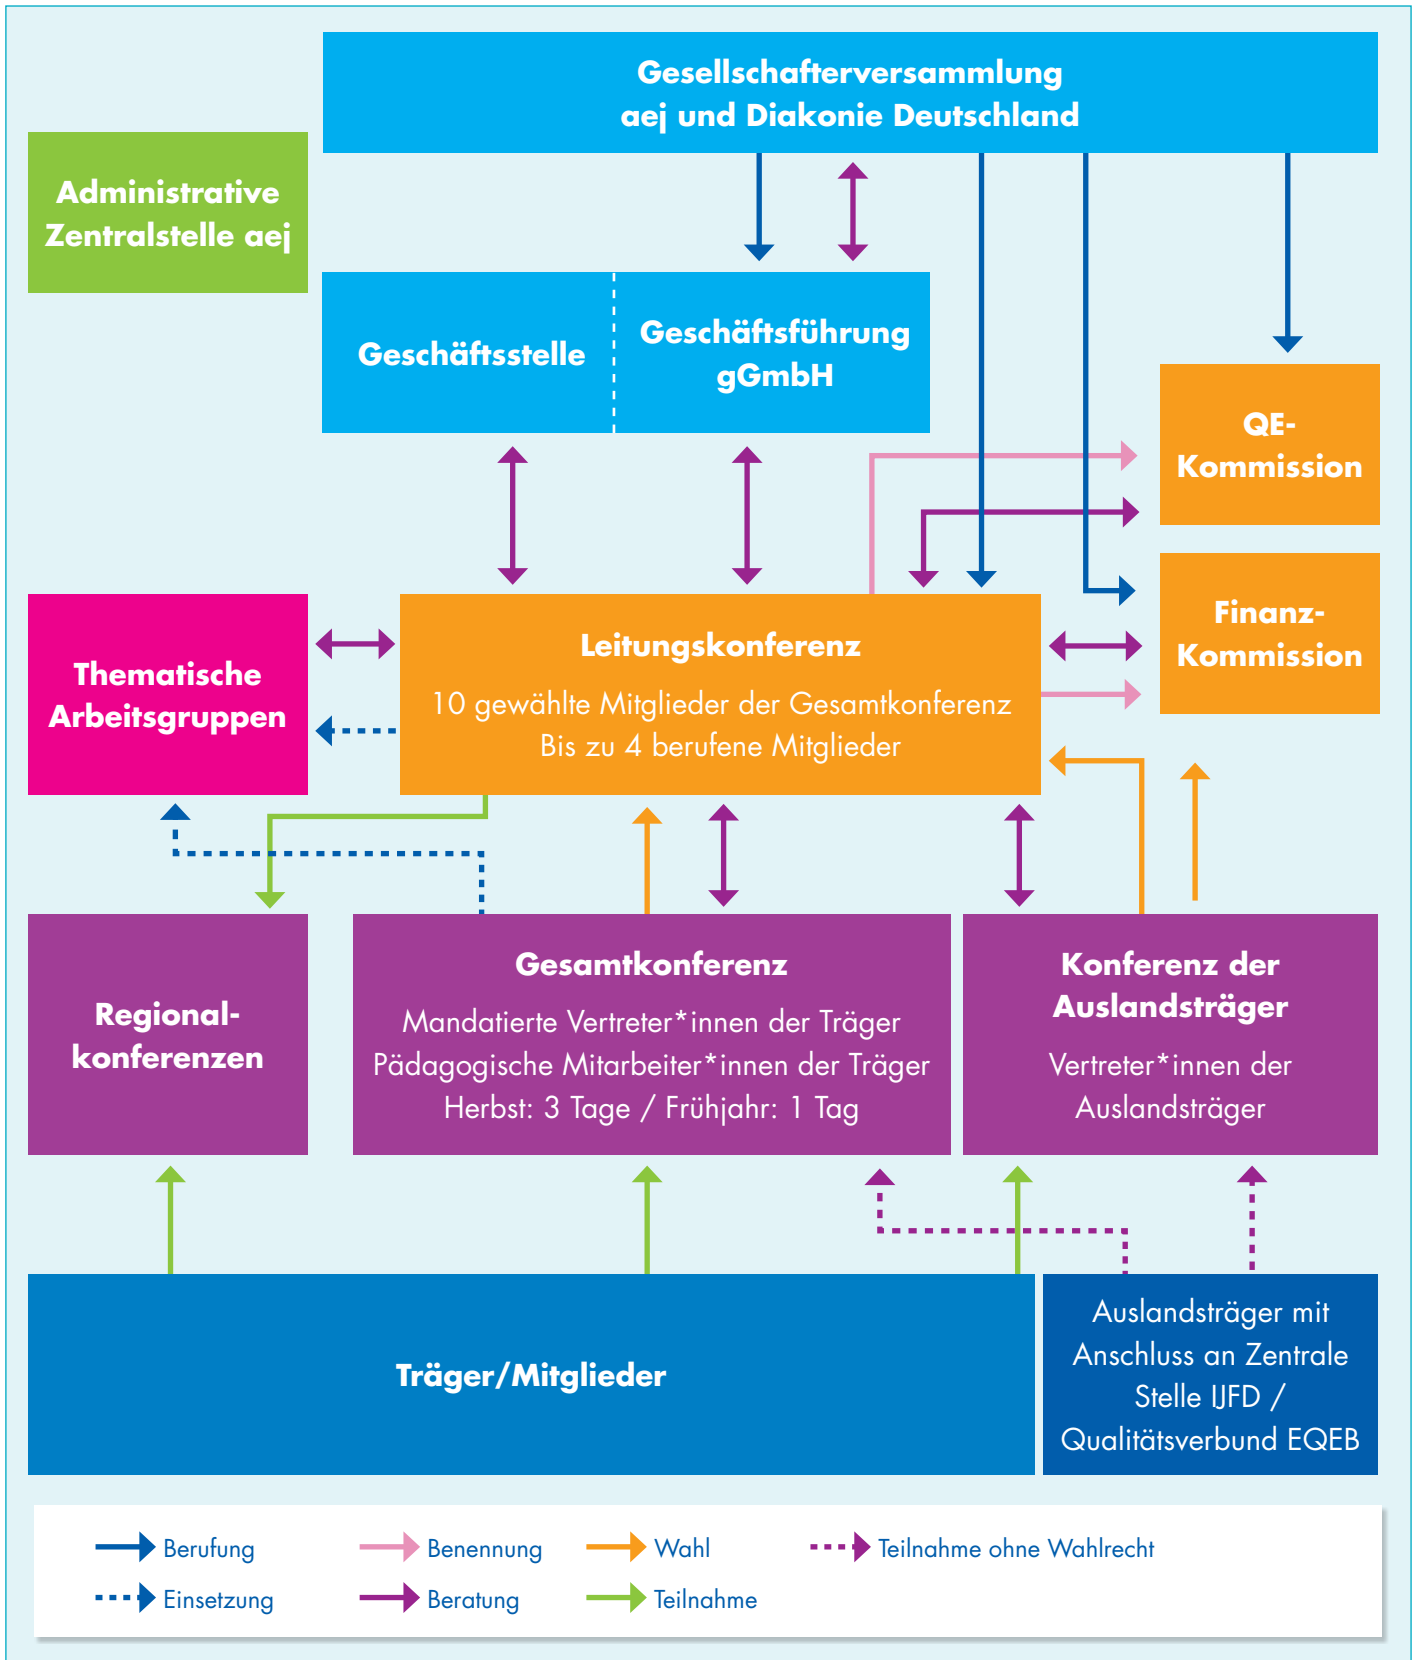 Gesellschafterversammlung
aej und Diakonie Deutschland
Administrative
Zentralstelle aej
Geschäftsstelle
Geschäftsführung
gGmbH
QE-
Kommission
Finanz-
Kommission
Thematische
Arbeitsgruppen
Leitungskonferenz
10 gewählte Mitglieder der Gesamtkonferenz
Bis zu 4 berufene Mitglieder
Regional-
konferenzen
Gesamtkonferenz
Mandatierte Vertreter*innen der Träger
Pädagogische Mitarbeiter*innen der Träger
Herbst: 3 Tage / Frühjahr: 1 Tag
Konferenz der
Auslandsträger
Vertreter*innen der
Auslandsträger
Träger/Mitglieder
Auslandsträger mit
Anschluss an Zentrale
Stelle IJFD /
Qualitätsverbund EQEB
Berufung
Benennung
Wahl
Teilnahme ohne Wahlrecht
Einsetzung
Beratung
Teilnahme